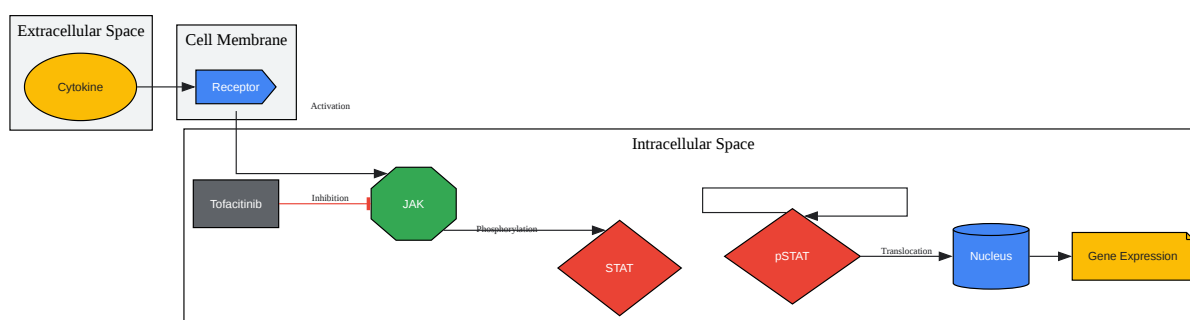 Extracellular Space
Cytokine
Cell Membrane
Receptor
Activation
Intracellular Space
Tofacitinib
Inhibition
JAK
Phosphorylation
STAT
pSTAT
Translocation
Nucleus
Gene Expression